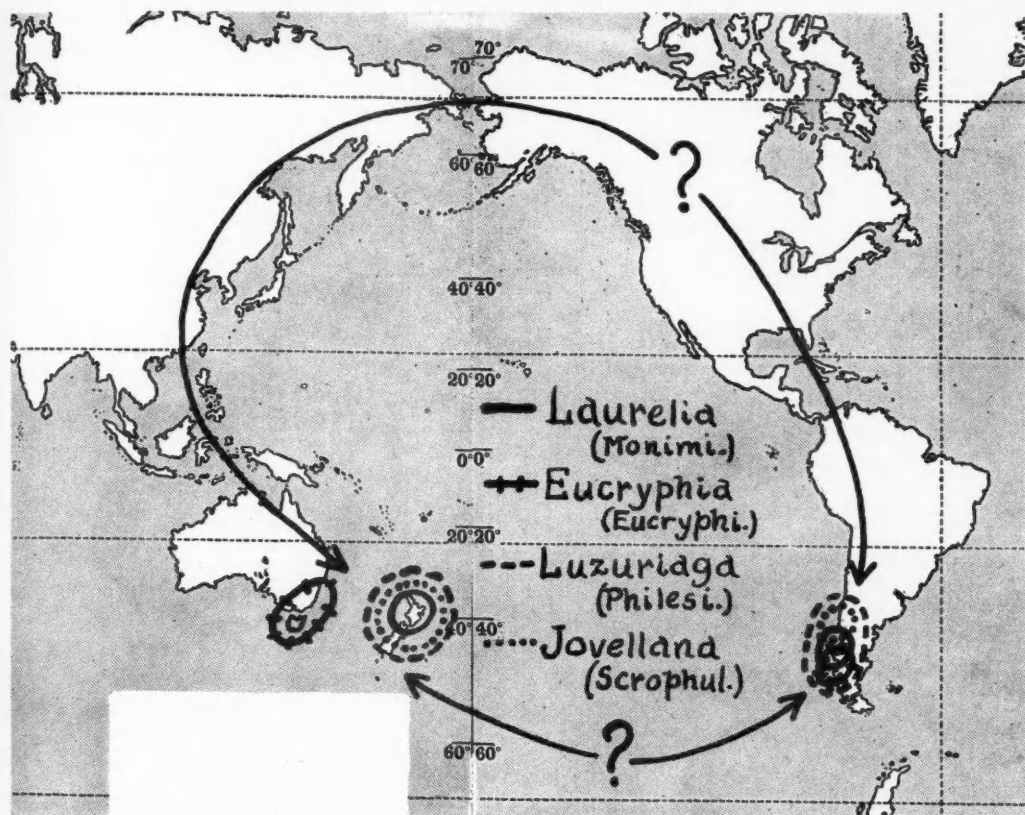 70°
70°
?
60°60°
40°40°
20°20°
Laurelia
(Monimi.)
0°0°
Eucryphia
(Eucryphi.)
20°20°
Luzuriaga
(Philesi.)
40°40°
Jovellana
(Scrophul.)
?
60°60°